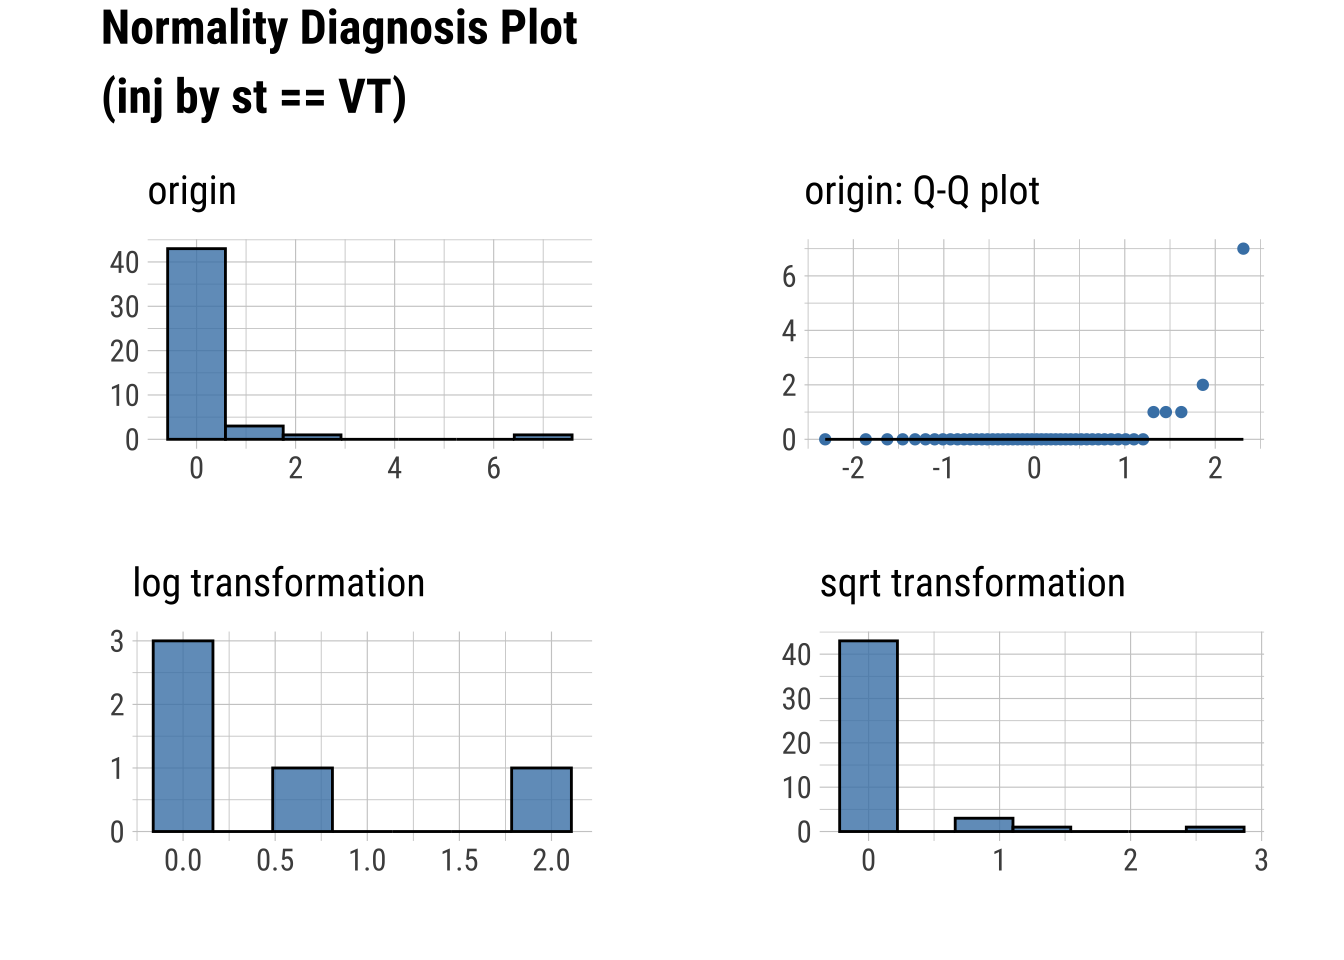 Normality Diagnosis Plot
(inj by st == VT)
origin
40
30
20
10
0
0 2 4 6
origin: Q-Q plot
6
4
2
0
-2 -1 0 1 2
log transformation
3
2
1
0
0.0 0.5 1.0 1.5 2.0
sqrt transformation
40
30
20
10
0
0 1 2 3